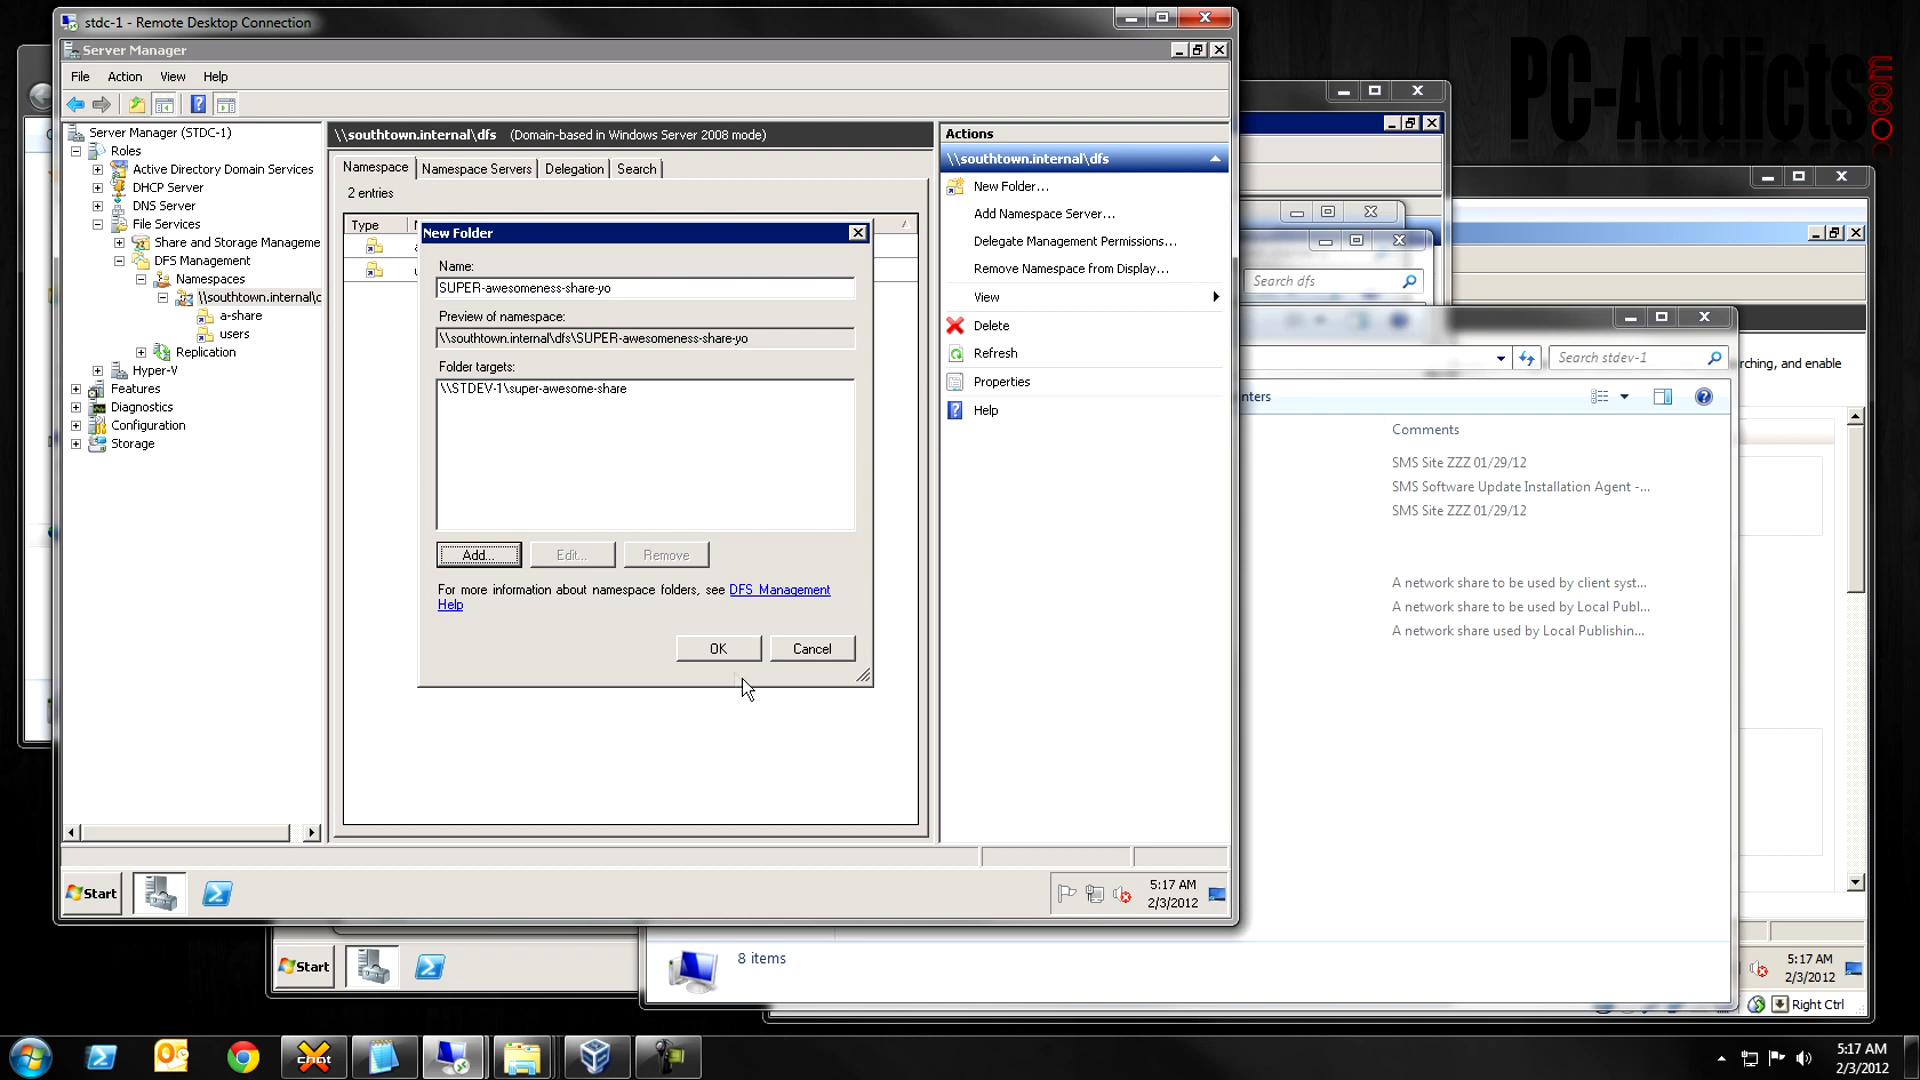 stdc-1 - Remote Desktop Connection
Server Manager
File Action View Help
Server Manager (STDC-1)
Roles
Active Directory Domain Services
DHCP Server
DNS Server
File Services
Share and Storage Manageme
DFS Management
Namespaces
\\southtown.internal\d
a-share
users
Replication
Hyper-V
Features
Diagnostics
Configuration
Storage
\\southtown.internal\dfs (Domain-based in Windows Server 2008 mode)
Namespace Namespace Servers Delegation Search
2 entries
Type
New Folder
Name:
SUPER-awesomeness-share-yo
Preview of namespace:
\\southtown.internal\dfs\SUPER-awesomeness-share-yo
Folder targets:
\\STDEV-1\super-awesome-share
Add... Edit... Remove
For more information about namespace folders, see DFS Management
Help
OK Cancel
Actions
\\southtown.internal\dfs
New Folder...
Add Namespace Server...
Delegate Management Permissions...
Remove Namespace from Display...
View
Delete
Refresh
Properties
Help
Start
5:17 AM
2/3/2012
PC-Addicts.com
Search dfs
Search stdev-1
rching, and enable
nters
Comments
SMS Site ZZZ 01/29/12
SMS Software Update Installation Agent -...
SMS Site ZZZ 01/29/12
A network share to be used by client syst...
A network share to be used by Local Publ...
A network share used by Local Publishin...
8 items
Start
5:17 AM
2/3/2012
Right Ctrl
chat
5:17 AM
2/3/2012